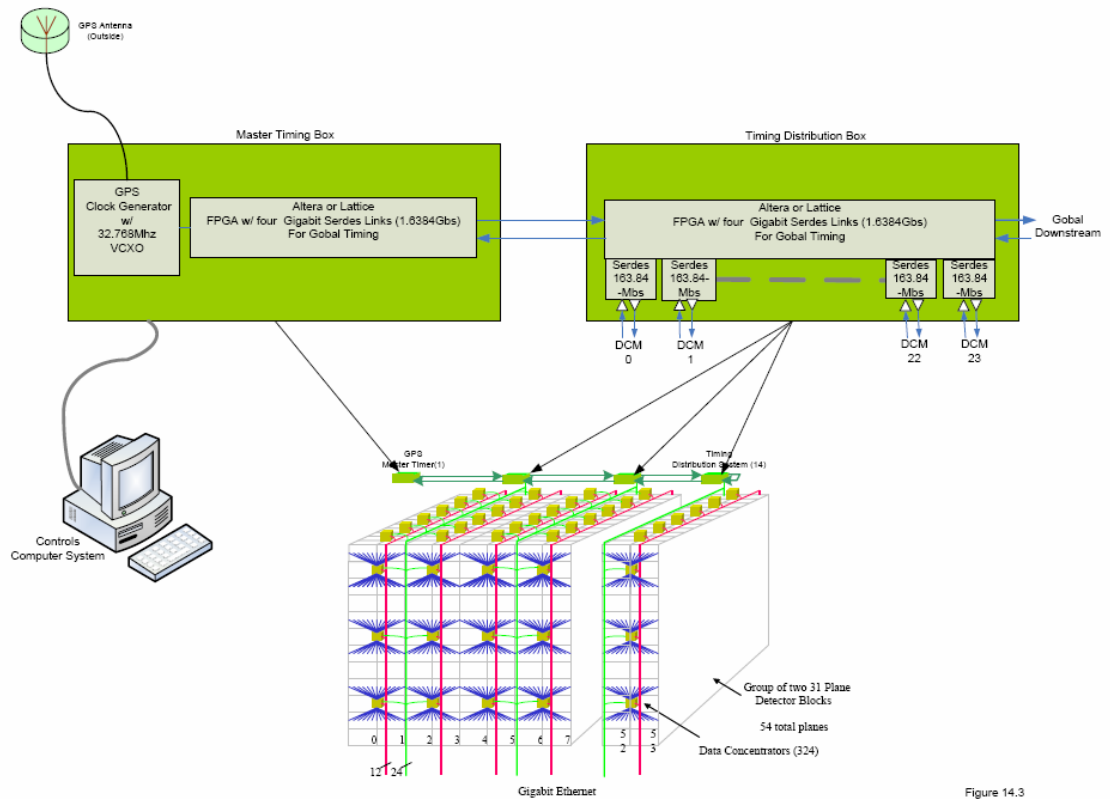 GPS Antenna
(Outside)
Master Timing Box
Timing Distribution Box
GPS
Clock Generator
w/
32.768Mhz
VCXO
Altera or Lattice
FPGA w/ four Gigabit Serdes Links (1.6384Gbs)
For Gobal Timing
Altera or Lattice
FPGA w/ four Gigabit Serdes Links (1.6384Gbs)
For Gobal Timing
Gobal
Downstream
Serdes
163.84
-Mbs
Serdes
163.84-
Mbs
Serdes
163.84
-Mbs
Serdes
163.84
-Mbs
DCM
0
DCM
1
DCM
22
DCM
23
GPS
Master Timer(1)
Timing
Distribution System (14)
Controls
Computer System
Group of two 31 Plane
Detector Blocks
54 total planes
Data Concentrators (324)
0 1 2 3 4 5 6 7
5 5
2 3
12 24
Gigabit Ethernet
Figure 14.3